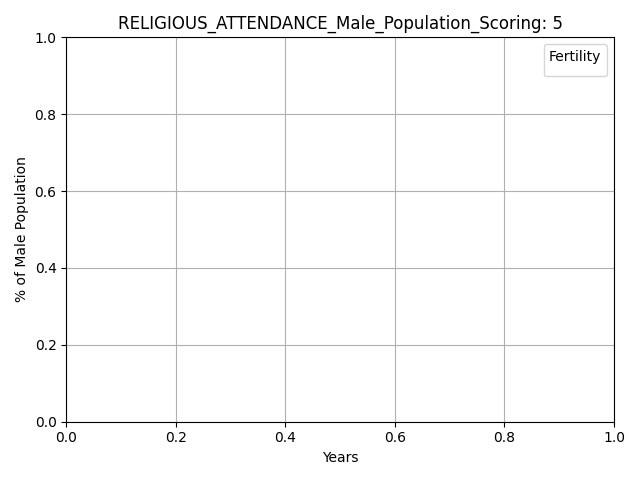 RELIGIOUS_ATTENDANCE_Male_Population_Scoring: 5
Fertility
% of Male Population
1.0
0.8
0.6
0.4
0.2
0.0
0.0 0.2 0.4 0.6 0.8 1.0
Years